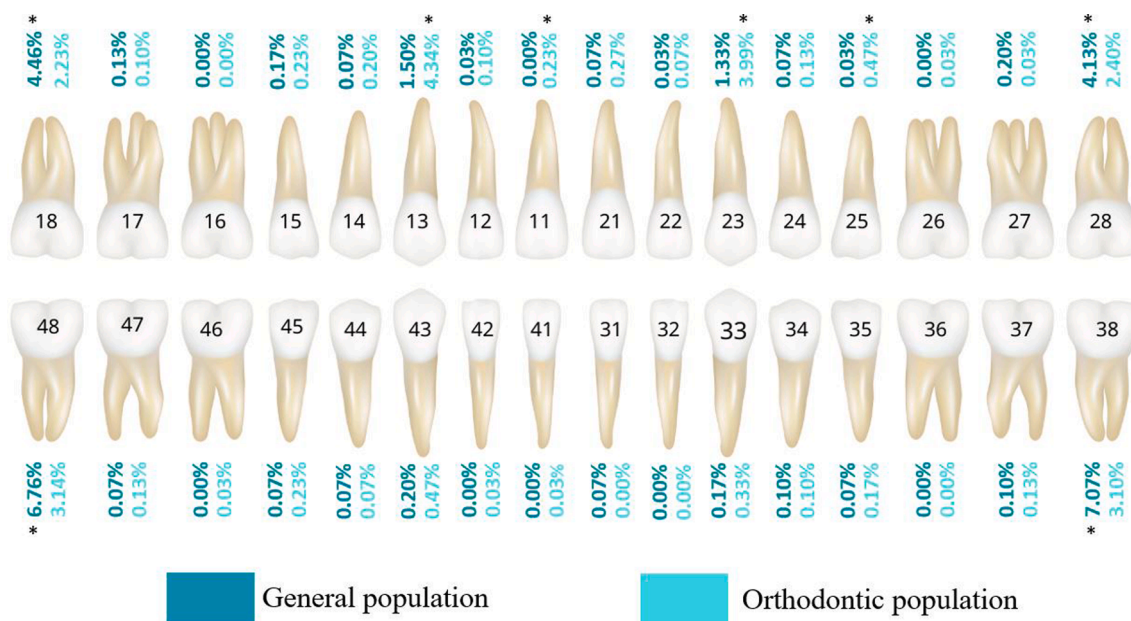 * * * * * *
4.46% 0.13% 0.00% 0.17% 0.07% 1.50% 0.03% 0.00% 0.07% 0.03% 1.33% 0.07% 0.03% 0.00% 0.20% 4.13%
2.23% 0.10% 0.00% 0.23% 0.20% 4.34% 0.10% 0.23% 0.27% 0.07% 3.99% 0.13% 0.47% 0.03% 0.03% 2.40%
18 17 16 15 14 13 12 11 21 22 23 24 25 26 27 28
48 47 46 45 44 43 42 41 31 32 33 34 35 36 37 38
6.76% 0.07% 0.00% 0.07% 0.07% 0.20% 0.00% 0.00% 0.07% 0.00% 0.17% 0.10% 0.07% 0.00% 0.10% 7.07%
3.14% 0.13% 0.03% 0.23% 0.07% 0.47% 0.03% 0.03% 0.00% 0.00% 0.33% 0.10% 0.17% 0.00% 0.13% 3.10%
* *
General population Orthodontic population